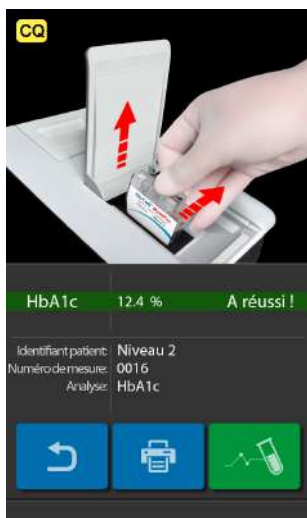 CQ
HbA1c 12.4 % A réussi !
Identifiant patient: Niveau 2
Numéro de mesure: 0016
Analyse: HbA1c